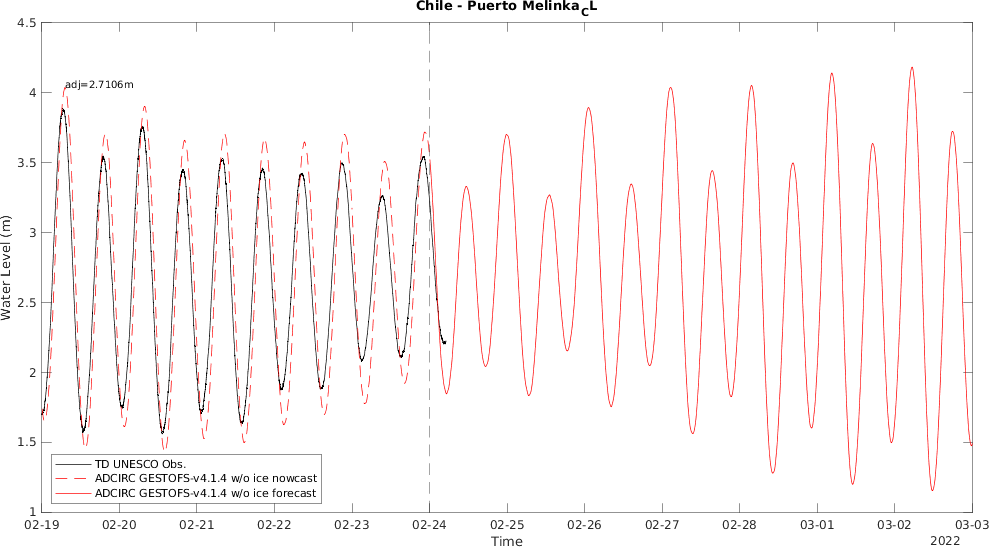 Chile - Puerto Melinka_CL
4.5
4
3.5
3
2.5
2
1.5
1
Water Level (m)
adj=2.7106m
TD UNESCO Obs.
ADCIRC GESTOFS-v4.1.4 w/o ice nowcast
ADCIRC GESTOFS-v4.1.4 w/o ice forecast
02-19 02-20 02-21 02-22 02-23 02-24 02-25 02-26 02-27 02-28 03-01 03-02 03-03
Time
2022